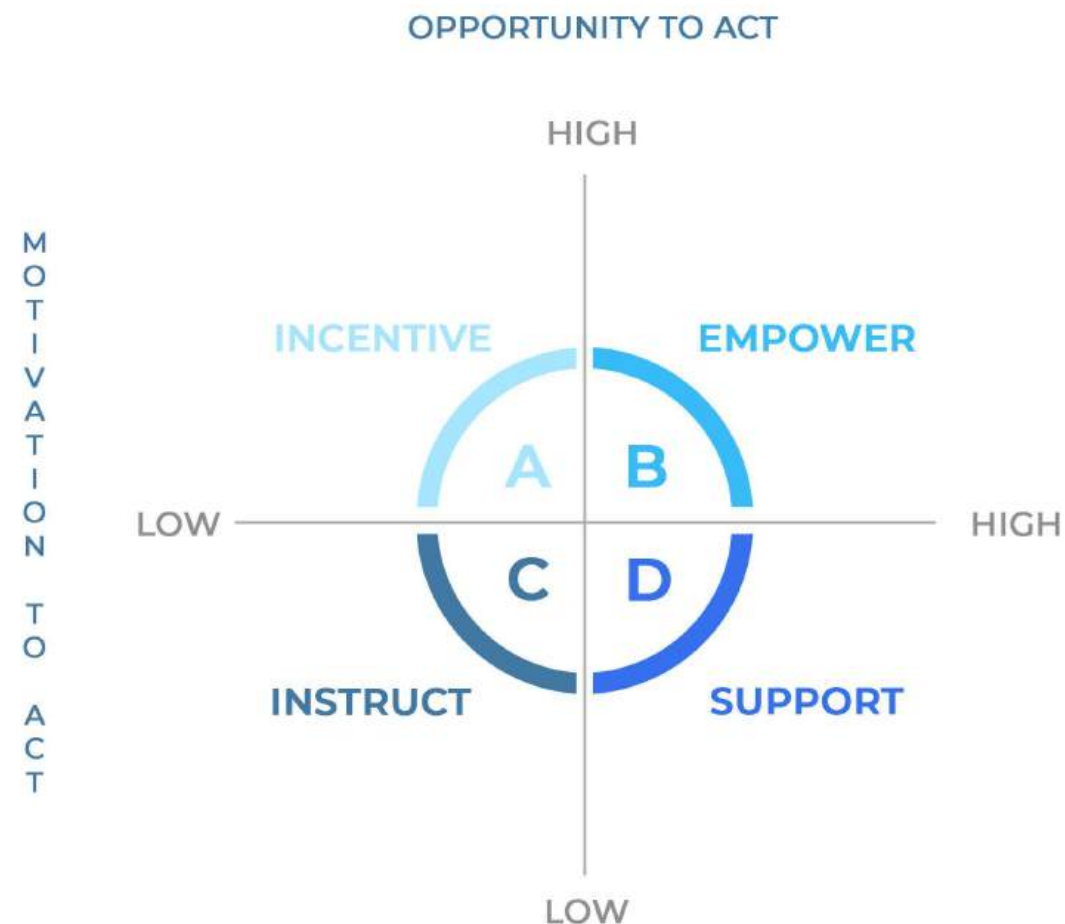 OPPORTUNITY TO ACT
HIGH
MOTIVATION TO ACT
INCENTIVE
EMPOWER
A
B
LOW
HIGH
C
D
INSTRUCT
SUPPORT
LOW